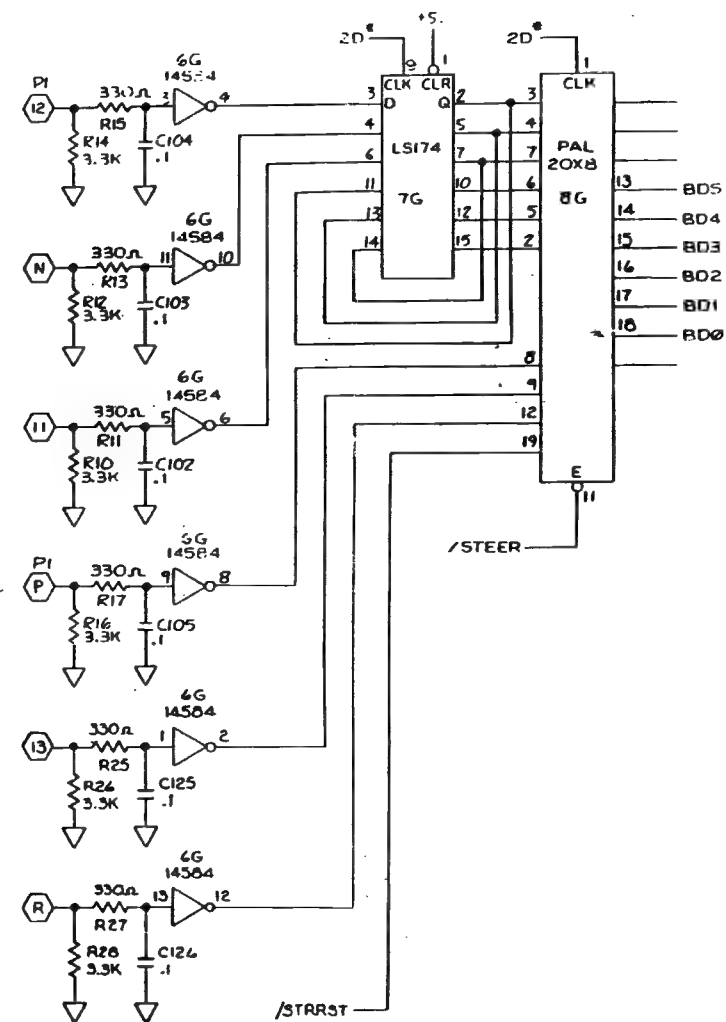 +5.
2D*
2D*
6G
14584
P1
12
330Ω
R15
3
4
R14
3.3K
C104
.1
9
1
CLK
CLR
3
D
2
Q
4
5
6
7
LS174
11
10
7G
13
12
14
15
1
CLK
3
4
PAL
20X8
7
6
8G
5
2
13
BD5
14
BD4
15
BD3
16
BD2
17
BD1
18
BD0
8
9
12
19
E
11
/STEER
6G
14584
N
330Ω
R13
11
10
R12
3.3K
C103
.1
6G
14584
11
330Ω
R11
5
6
R10
3.3K
C102
.1
6G
14584
P1
P
330Ω
R17
9
8
R16
3.3K
C105
.1
6G
14584
13
330Ω
R25
1
2
R26
3.3K
C125
.1
6G
14584
R
330Ω
R27
13
12
R28
3.3K
C126
.1
/STRRST